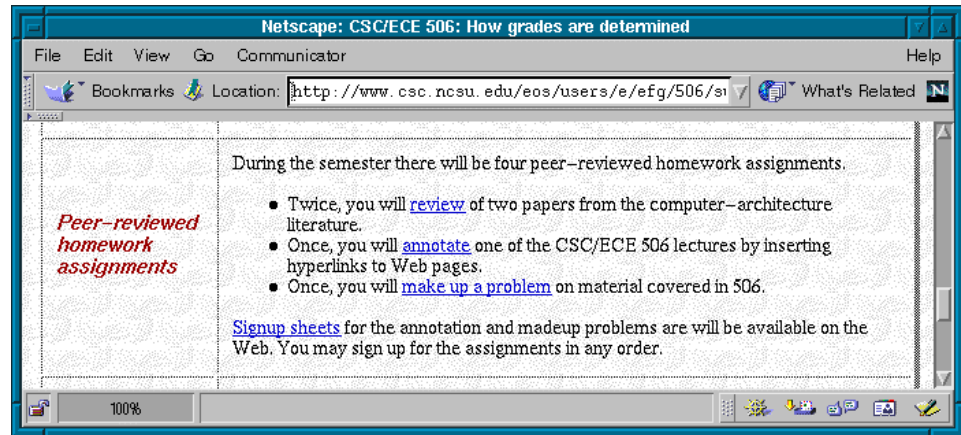 Netscape: CSC/ECE 506: How grades are determined
File Edit View Go Communicator Help
Bookmarks Location: http://www.csc.ncsu.edu/eos/users/e/efg/506/s What's Related N
During the semester there will be four peer-reviewed homework assignments.
Peer-reviewed
homework
assignments
• Twice, you will review of two papers from the computer-architecture
literature.
• Once, you will annotate one of the CSC/ECE 506 lectures by inserting
hyperlinks to Web pages.
• Once, you will make up a problem on material covered in 506.
Signup sheets for the annotation and madeup problems are will be available on the
Web. You may sign up for the assignments in any order.
100%